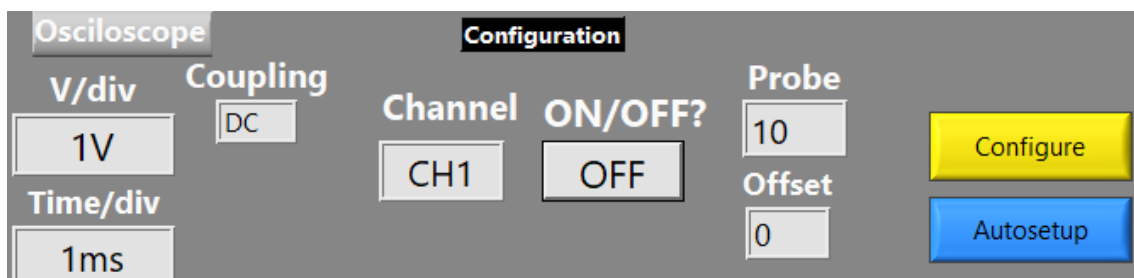 Osciloscope
Configuration
V/div
1V
Time/div
1ms
Coupling
DC
Channel
CH1
ON/OFF?
OFF
Probe
10
Offset
0
Configure
Autosetup